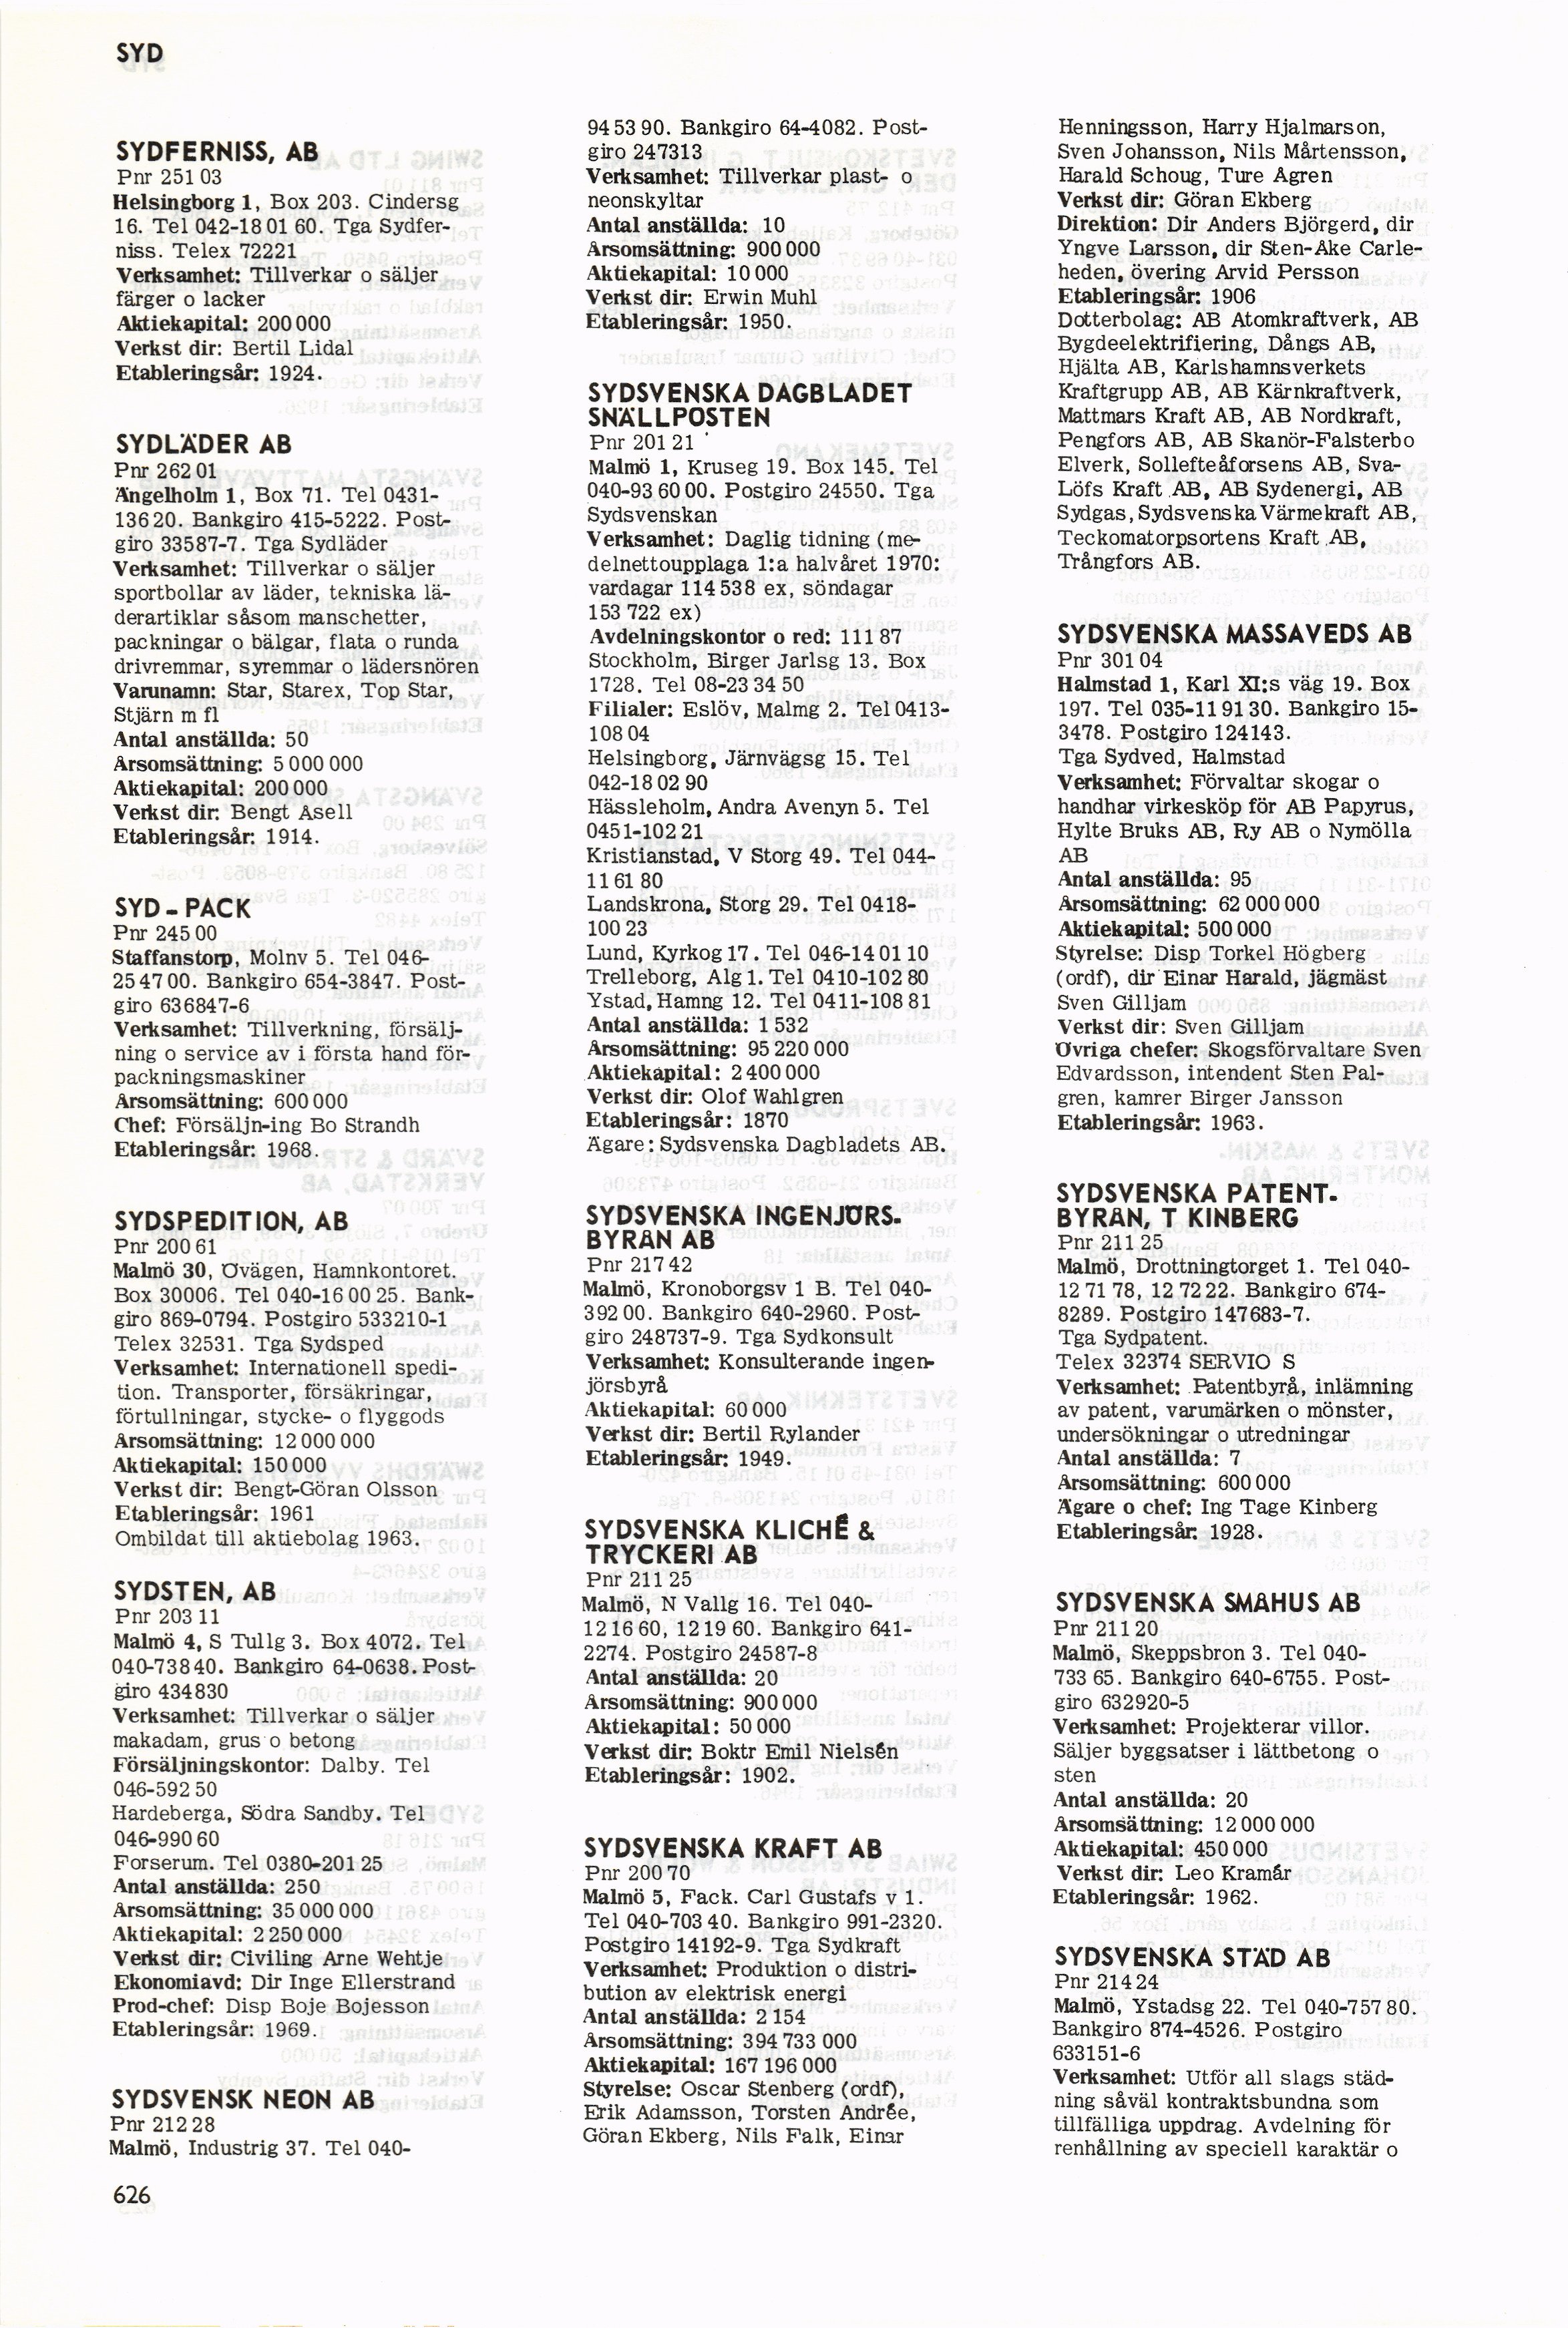 SYD
SYDFERNISS, AB
Pnr 251 03
Helsingborg 1, Box 203. Cindersg
16. Tel 042-18 01 60. Tga Sydfer-
niss. Telex 72221
Verksamhet: Tillverkar o säljer
färger o lacker
Aktiekapital: 200 000
Verkst dir: Bertil Lidal
Etableringsår: 1924.
SYDLÄDER AB
Pnr 262 01
Ängelholm 1, Box 71. Tel 0431-
136 20. Bankgiro 415-5222. Post-
giro 33587-7. Tga Sydläder
Verksamhet: Tillverkar o säljer
sportbollar av läder, tekniska lä-
derartiklar såsom manschetter,
packningar o bälgar, flata o runda
drivremmar, syremmar o lädersnören
Varunamn: Star, Starex, Top Star,
Stjärn m fl
Antal anställda: 50
Årsomsättning: 5 000 000
Aktiekapital: 200 000
Verkst dir: Bengt Åsell
Etableringsår: 1914.
SYD - PACK
Pnr 245 00
Staffanstorp, Molnv 5. Tel 046-
25 47 00. Bankgiro 654-3847. Post-
giro 636847-6
Verksamhet: Tillverkning, försälj-
ning o service av i första hand för-
packningsmaskiner
Årsomsättning: 600 000
Chef: Försäljn-ing Bo Strandh
Etableringsår: 1968.
SYDSPEDITION, AB
Pnr 200 61
Malmö 30, Övägen, Hamnkontoret.
Box 30006. Tel 040-16 00 25. Bank-
giro 869-0794. Postgiro 533210-1
Telex 32531. Tga Sydsped
Verksamhet: Internationell spedi-
tion. Transporter, försäkringar,
förtullningar, stycke- o flyggods
Årsomsättning: 12 000 000
Aktiekapital: 150 000
Verkst dir: Bengt-Göran Olsson
Etableringsår: 1961
Ombildat till aktiebolag 1963.
SYDSTEN, AB
Pnr 203 11
Malmö 4, S Tullg 3. Box 4072. Tel
040-738 40. Bankgiro 64-0638. Post-
giro 434830
Verksamhet: Tillverkar o säljer
makadam, grus o betong
Försäljningskontor: Dalby. Tel
046-592 50
Hardeberga, Södra Sandby. Tel
046-990 60
Forserum. Tel 0380-201 25
Antal anställda: 250
Årsomsättning: 35 000 000
Aktiekapital: 2 250 000
Verkst dir: Civiling Arne Wehtje
Ekonomiavd: Dir Inge Ellerstrand
Prod-chef: Disp Boje Bojesson
Etableringsår: 1969.
SYDSVENSK NEON AB
Pnr 212 28
Malmö, Industrig 37. Tel 040-
626
94 53 90. Bankgiro 64-4082. Post-
giro 247313
Verksamhet: Tillverkar plast- o
neonskyltar
Antal anställda: 10
Årsomsättning: 900 000
Aktiekapital: 10 000
Verkst dir: Erwin Muhl
Etableringsår: 1950.
SYDSVENSKA DAGBLADET
SNÄLLPOSTEN
Pnr 201 21
Malmö 1, Kruseg 19. Box 145. Tel
040-93 60 00. Postgiro 24550. Tga
Sydsvenskan
Verksamhet: Daglig tidning (me-
delnettoupplaga 1:a halvåret 1970:
vardagar 114 538 ex, söndagar
153 722 ex)
Avdelningskontor o red: 111 87
Stockholm, Birger Jarlsg 13. Box
1728. Tel 08-23 34 50
Filialer: Eslöv, Malmg 2. Tel 0413-
108 04
Helsingborg, Järnvägsg 15. Tel
042-18 02 90
Hässleholm, Andra Avenyn 5. Tel
0451-102 21
Kristianstad, V Storg 49. Tel 044-
11 61 80
Landskrona, Storg 29. Tel 0418-
100 23
Lund, Kyrkog 17. Tel 046-14 01 10
Trelleborg, Alg 1. Tel 0410-102 80
Ystad, Hamng 12. Tel 0411-108 81
Antal anställda: 1 532
Årsomsättning: 95 220 000
Aktiekapital: 2 400 000
Verkst dir: Olof Wahlgren
Etableringsår: 1870
Ägare: Sydsvenska Dagbladets AB.
SYDSVENSKA INGENJÖRS-
BYRÅN AB
Pnr 217 42
Malmö, Kronoborgsv 1 B. Tel 040-
392 00. Bankgiro 640-2960. Post-
giro 248737-9. Tga Sydkonsult
Verksamhet: Konsulterande ingen-
jörsbyrå
Aktiekapital: 60 000
Verkst dir: Bertil Rylander
Etableringsår: 1949.
SYDSVENSKA KLICHÉ &
TRYCKERI AB
Pnr 211 25
Malmö, N Vallg 16. Tel 040-
12 16 60, 12 19 60. Bankgiro 641-
2274. Postgiro 24587-8
Antal anställda: 20
Årsomsättning: 900 000
Aktiekapital: 50 000
Verkst dir: Boktr Emil Nielsén
Etableringsår: 1902.
SYDSVENSKA KRAFT AB
Pnr 200 70
Malmö 5, Fack. Carl Gustafs v 1.
Tel 040-703 40. Bankgiro 991-2320.
Postgiro 14192-9. Tga Sydkraft
Verksamhet: Produktion o distri-
bution av elektrisk energi
Antal anställda: 2 154
Årsomsättning: 394 733 000
Aktiekapital: 167 196 000
Styrelse: Oscar Stenberg (ordf),
Erik Adamsson, Torsten Andrée,
Göran Ekberg, Nils Falk, Einar
Henningsson, Harry Hjalmarson,
Sven Johansson, Nils Mårtensson,
Harald Schoug, Ture Ågren
Verkst dir: Göran Ekberg
Direktion: Dir Anders Björgerd, dir
Yngve Larsson, dir Sten-Åke Carle-
heden, övering Arvid Persson
Etableringsår: 1906
Dotterbolag: AB Atomkraftverk, AB
Bygdeelektrifiering, Dångs AB,
Hjälta AB, Karlshamnsverkets
Kraftgrupp AB, AB Kärnkraftverk,
Mattmars Kraft AB, AB Nordkraft,
Pengfors AB, AB Skanör-Falsterbo
Elverk, Sollefteåforsens AB, Sva-
Löfs Kraft AB, AB Sydenergi, AB
Sydgas, Sydsvenska Värmekraft AB,
Teckomatorpsortens Kraft AB,
Trångfors AB.
SYDSVENSKA MASSAVEDS AB
Pnr 301 04
Halmstad 1, Karl XI:s väg 19. Box
197. Tel 035-11 91 30. Bankgiro 15-
3478. Postgiro 124143.
Tga Sydved, Halmstad
Verksamhet: Förvaltar skogar o
handhar virkesköp för AB Papyrus,
Hylte Bruks AB, Ry AB o Nymölla
AB
Antal anställda: 95
Årsomsättning: 62 000 000
Aktiekapital: 500 000
Styrelse: Disp Torkel Högberg
(ordf), dir Einar Harald, jägmäst
Sven Gilljam
Verkst dir: Sven Gilljam
Övriga chefer: Skogsförvaltare Sven
Edvardsson, intendent Sten Pal-
gren, kamrer Birger Jansson
Etableringsår: 1963.
SYDSVENSKA PATENT-
BYRÅN, T KINBERG
Pnr 211 25
Malmö, Drottningtorget 1. Tel 040-
12 71 78, 12 72 22. Bankgiro 674-
8289. Postgiro 147683-7.
Tga Sydpatent.
Telex 32374 SERVIO S
Verksamhet: Patentbyrå, inlämning
av patent, varumärken o mönster,
undersökningar o utredningar
Antal anställda: 7
Årsomsättning: 600 000
Ägare o chef: Ing Tage Kinberg
Etableringsår: 1928.
SYDSVENSKA SMÅHUS AB
Pnr 211 20
Malmö, Skeppsbron 3. Tel 040-
733 65. Bankgiro 640-6755. Post-
giro 632920-5
Verksamhet: Projekterar villor.
Säljer byggsatser i lättbetong o
sten
Antal anställda: 20
Årsomsättning: 12 000 000
Aktiekapital: 450 000
Verkst dir: Leo Kramár
Etableringsår: 1962.
SYDSVENSKA STÄD AB
Pnr 214 24
Malmö, Ystadsg 22. Tel 040-757 80.
Bankgiro 874-4526. Postgiro
633151-6
Verksamhet: Utför all slags städ-
ning såväl kontraktsbundna som
tillfälliga uppdrag. Avdelning för
renhållning av speciell karaktär o